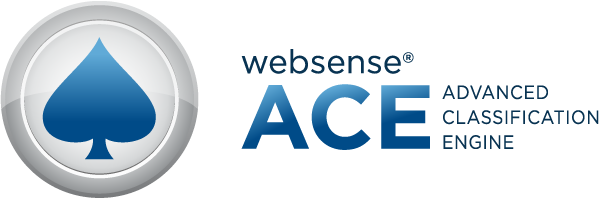 websense®
ACE
ADVANCED
CLASSIFICATION
ENGINE